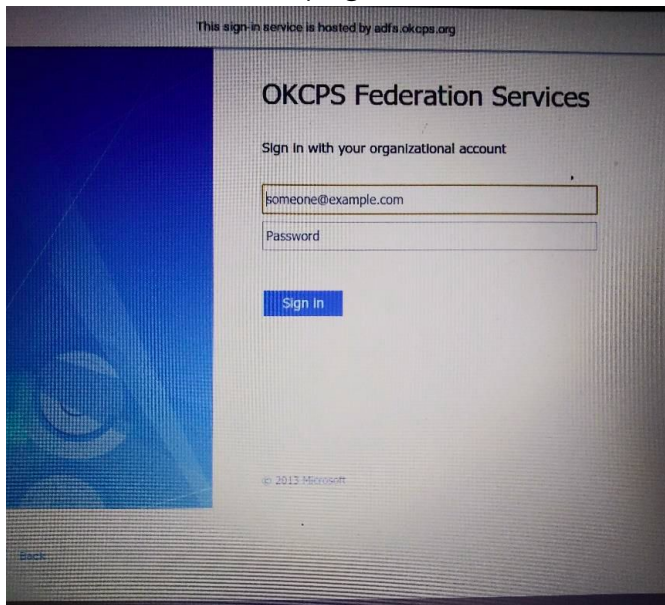 This sign-in service is hosted by adfs.okcps.org
OKCPS Federation Services
Sign in with your organizational account
someone@example.com
Password
Sign in
© 2013 Microsoft
Back